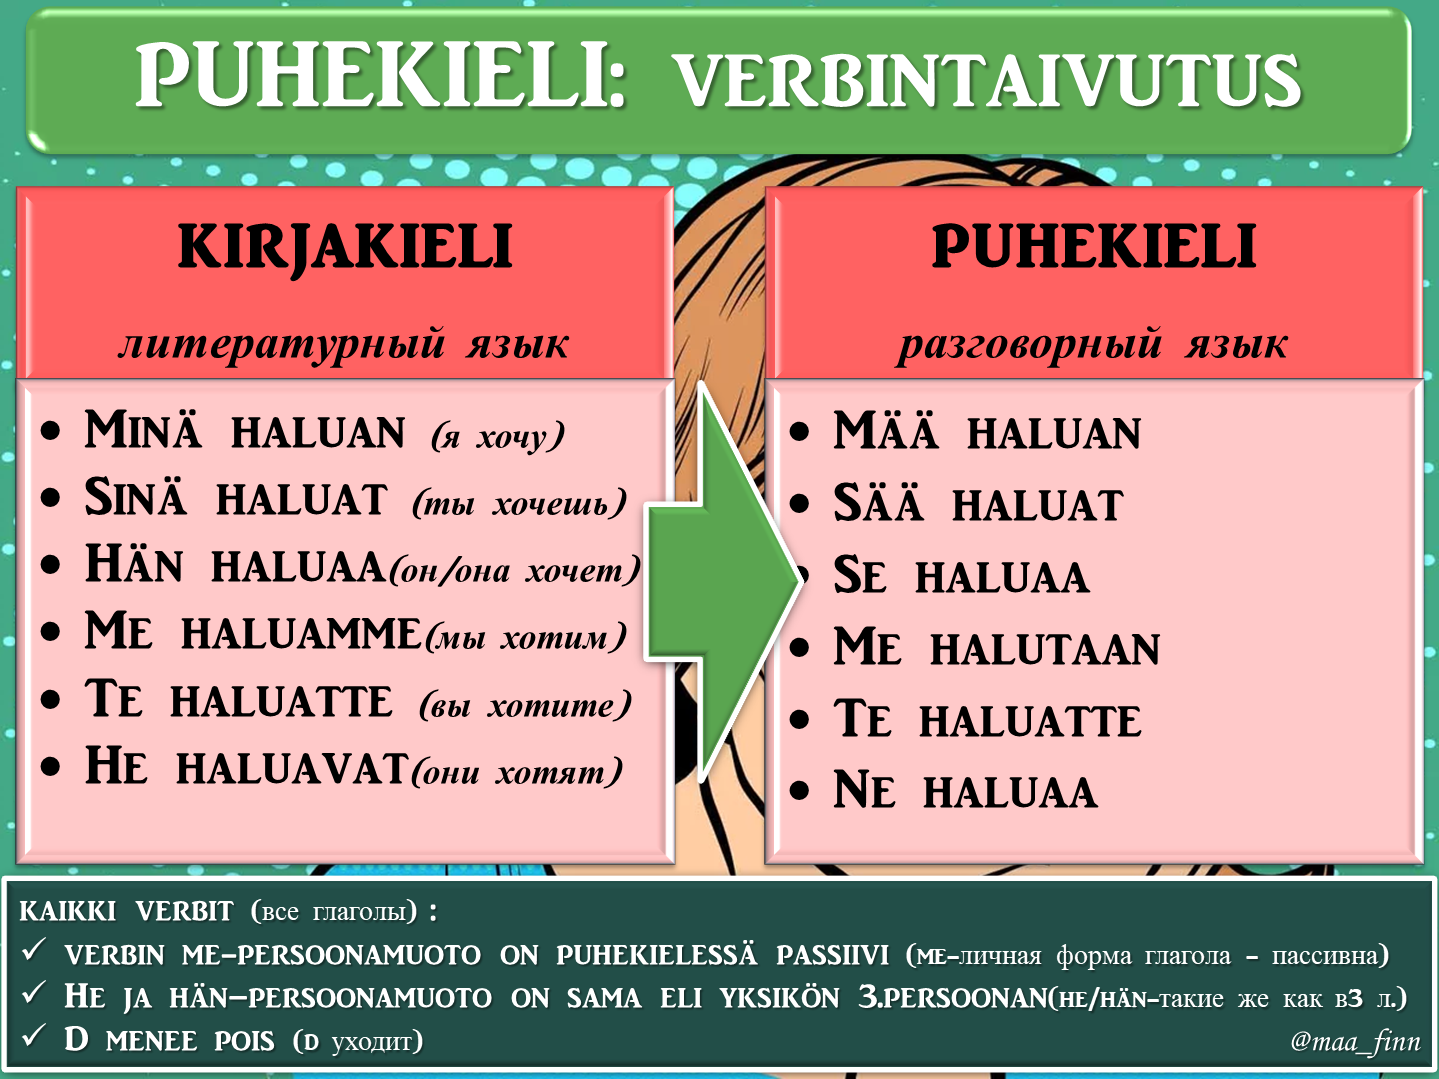 PUHEKIELI: VERBINTAIVUTUS
KIRJAKIELI
литературный язык
• Minä haluan (я хочу)
• Sinä haluat (ты хочешь)
• Hän haluaa(он/она хочет)
• Me haluamme(мы хотим)
• Te haluatte (вы хотите)
• He haluavat(они хотят)
PUHEKIELI
разговорный язык
• Mää haluan
• Sää haluat
• Se haluaa
• Me halutaan
• Te haluatte
• Ne haluaa
KAIKKI VERBIT (все глаголы) :
✓ VERBIN ME-PERSOONAMUOTO ON PUHEKIELESSÄ PASSIIVI (ME-личная форма глагола - пассивна)
✓ He ja hän-persoonamuoto on sama eli yksikön 3.persoonan(he/hän-такие же как в3 л.)
✓ D menee pois (D уходит)
@maa_finn